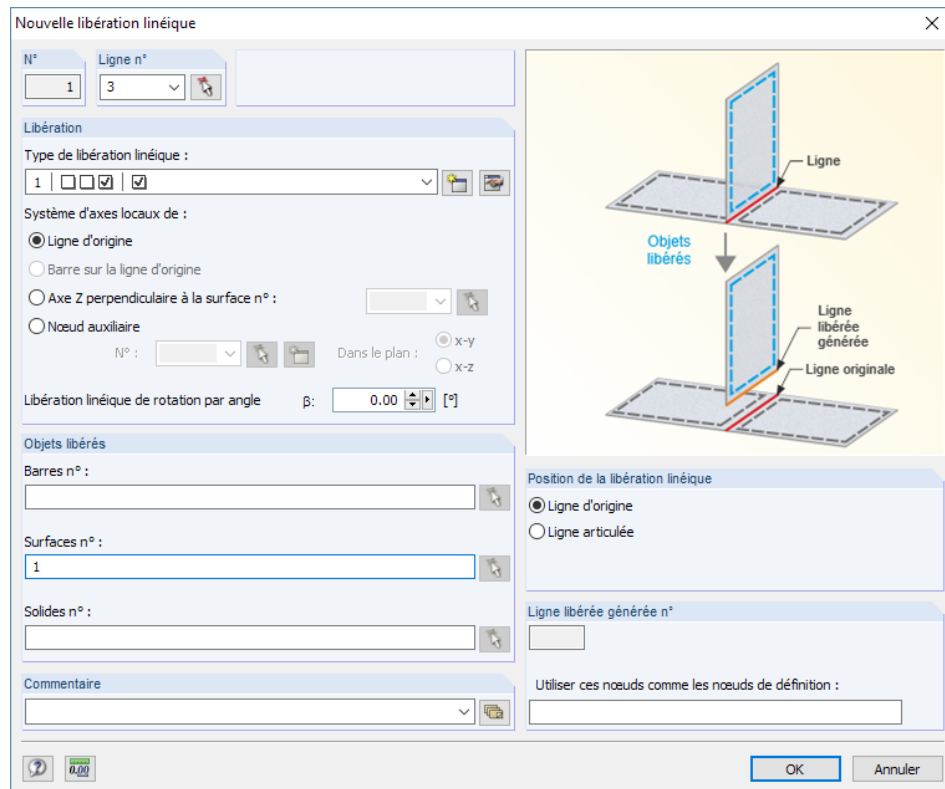 Nouvelle libération linéique
N°
Ligne n°
1
3
Libération
Type de libération linéique :
1
Système d'axes locaux de :
Ligne d'origine
Barre sur la ligne d'origine
Axe Z perpendiculaire à la surface n° :
Nœud auxiliaire
N° :
Dans le plan :
x-y
x-z
Libération linéique de rotation par angle
β:
0.00
[°]
Objets libérés
Barres n° :
Surfaces n° :
1
Solides n° :
Commentaire
Ligne
Objets
libérés
Ligne
libérée
générée
Ligne originale
Position de la libération linéique
Ligne d'origine
Ligne articulée
Ligne libérée générée n°
Utiliser ces nœuds comme les nœuds de définition :
0.00
OK
Annuler